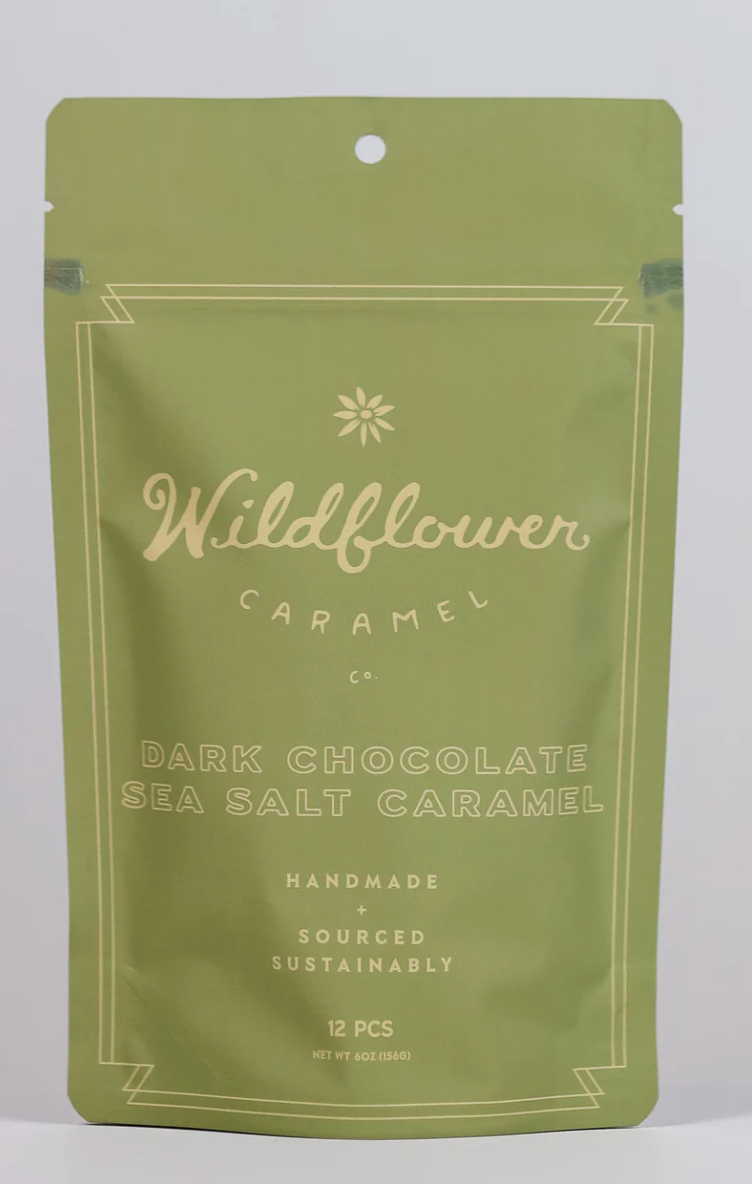 Wildflower
CARAMEL
Co.
DARK CHOCOLATE
SEA SALT CARAMEL
HANDMADE
+
SOURCED
SUSTAINABLY
12 PCS
NET WT 6OZ (156G)